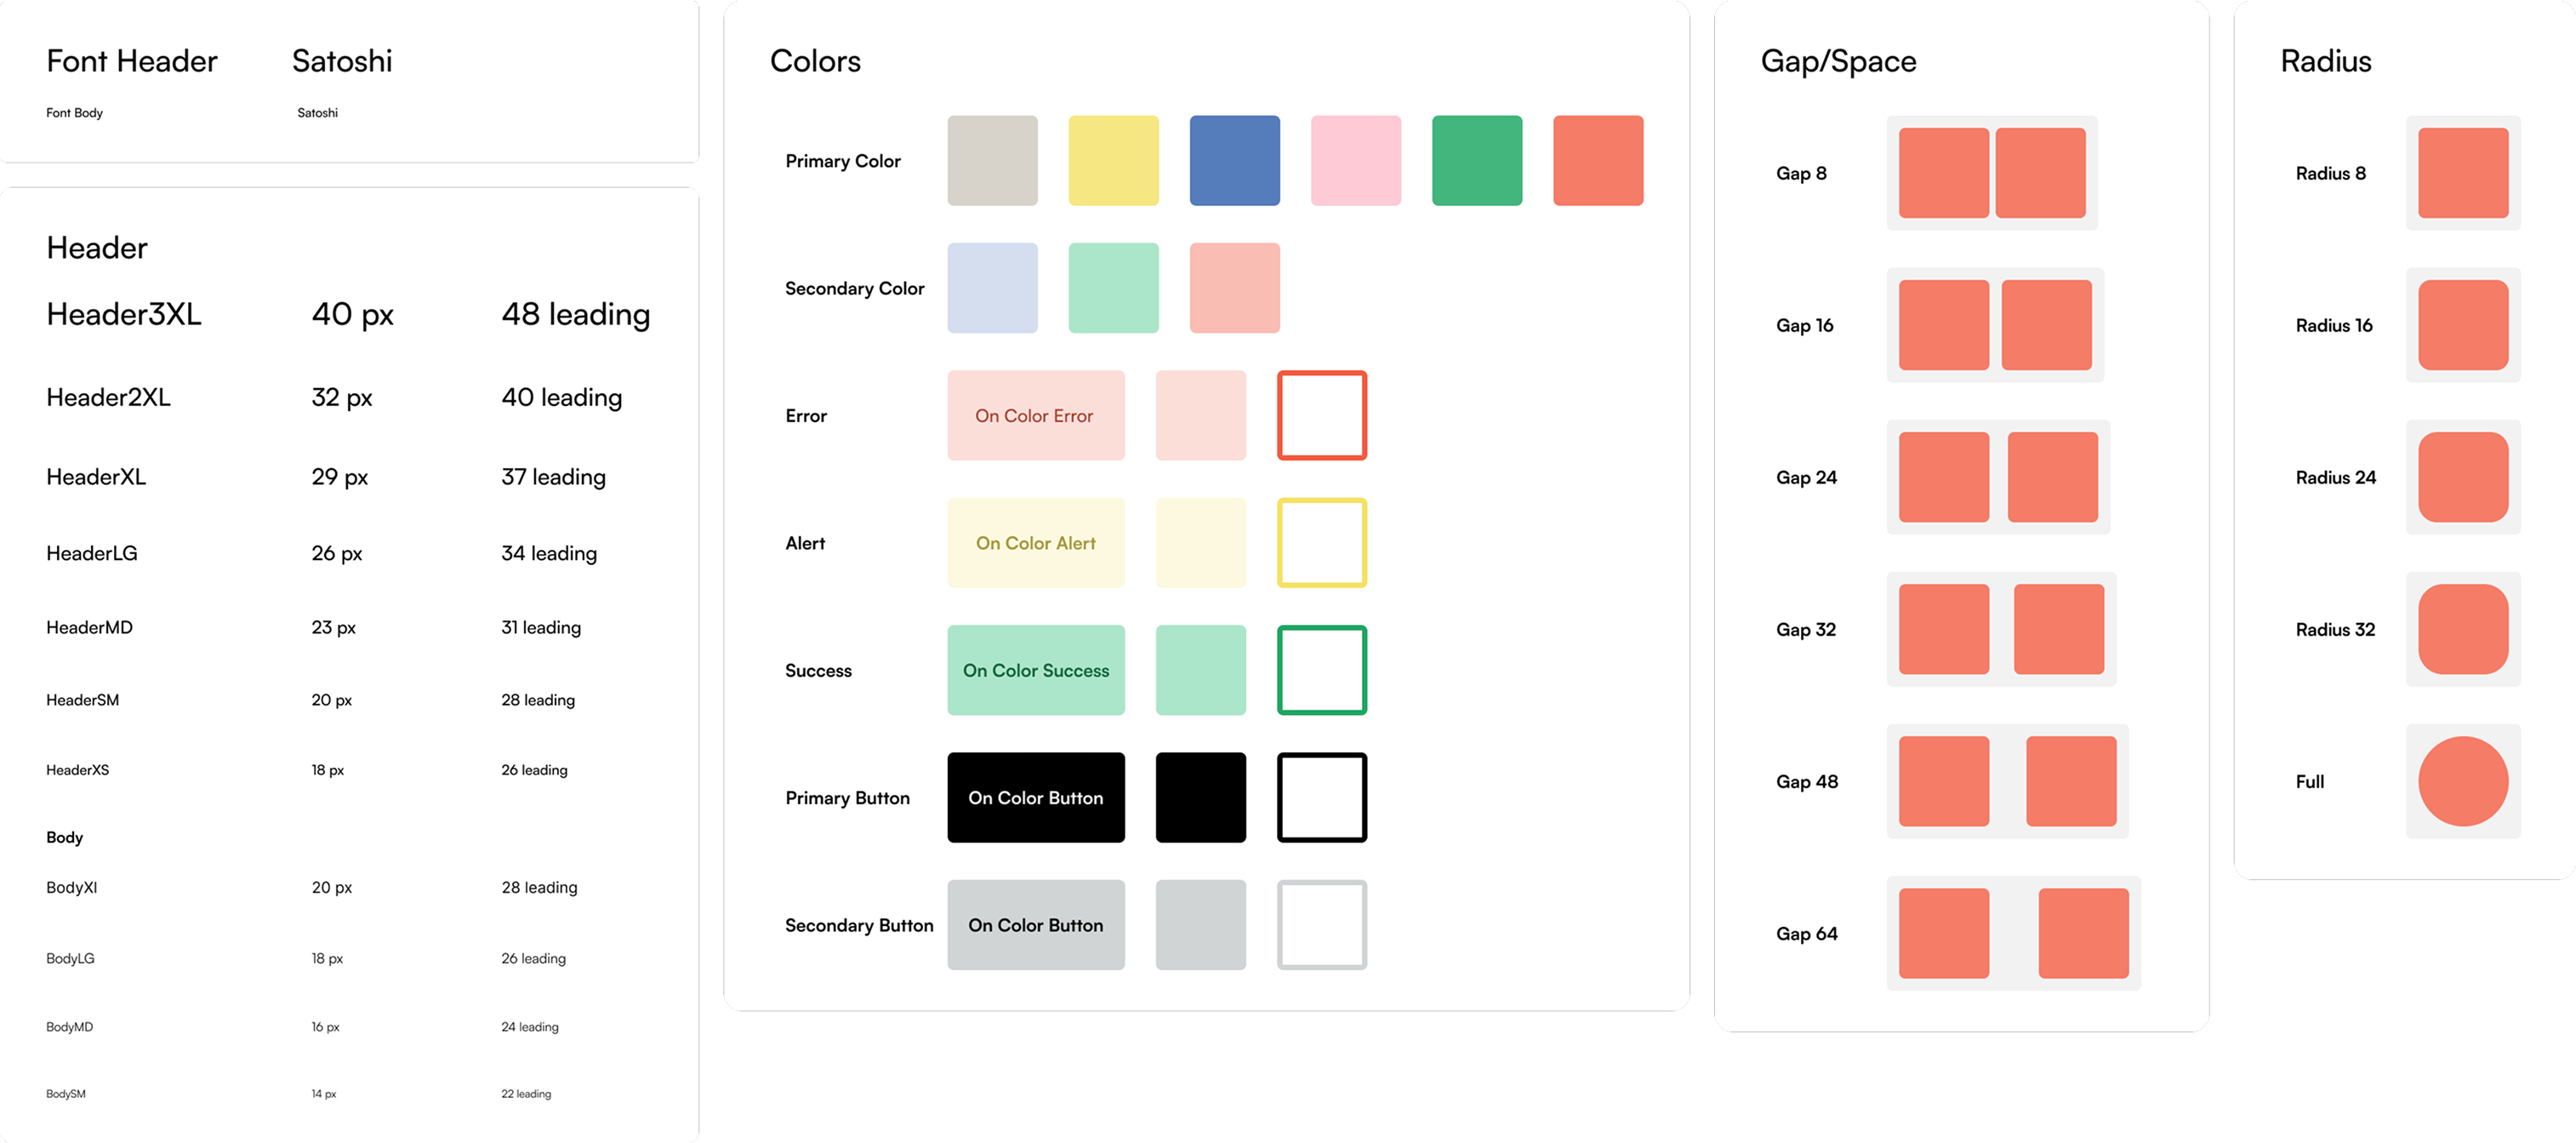 Font Header Satoshi
Font Body Satoshi
Header
Header3XL 40 px 48 leading
Header2XL 32 px 40 leading
HeaderXL 29 px 37 leading
HeaderLG 26 px 34 leading
HeaderMD 23 px 31 leading
HeaderSM 20 px 28 leading
HeaderXS 18 px 26 leading
Body
BodyXl 20 px 28 leading
BodyLG 18 px 26 leading
BodyMD 16 px 24 leading
BodySM 14 px 22 leading
Colors
Primary Color
Secondary Color
Error On Color Error
Alert On Color Alert
Success On Color Success
Primary Button On Color Button
Secondary Button On Color Button
Gap/Space
Gap 8
Gap 16
Gap 24
Gap 32
Gap 48
Gap 64
Radius
Radius 8
Radius 16
Radius 24
Radius 32
Full